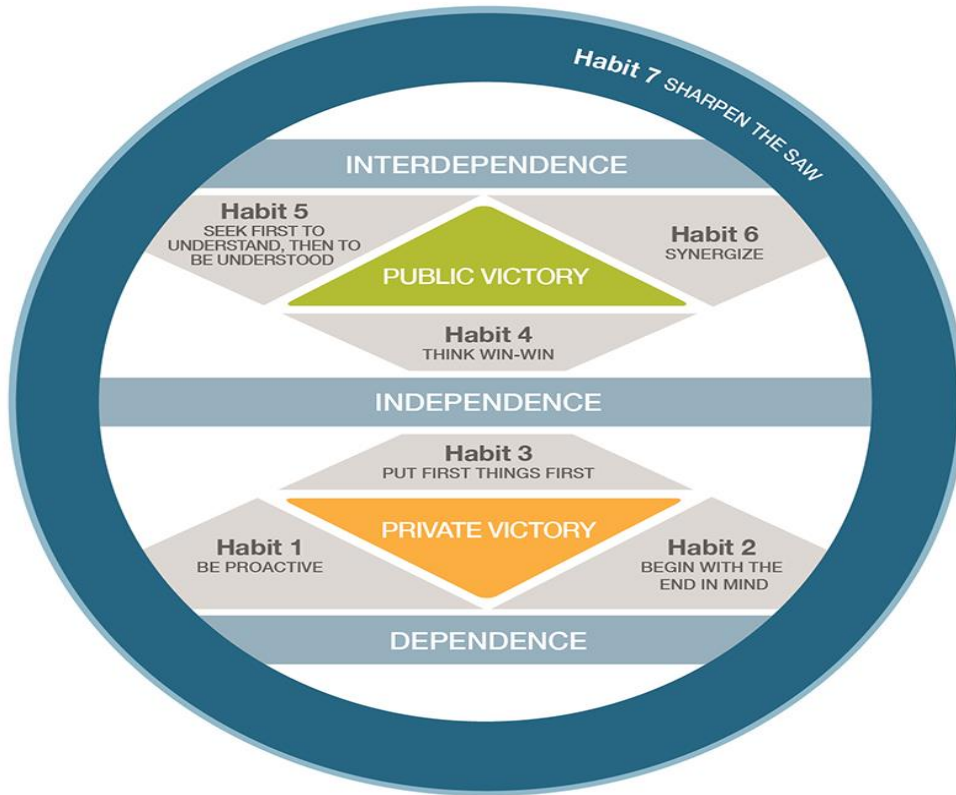 Habit 7 SHARPEN THE SAW
INTERDEPENDENCE
Habit 5
SEEK FIRST TO
UNDERSTAND, THEN TO
BE UNDERSTOOD
Habit 6
SYNERGIZE
PUBLIC VICTORY
Habit 4
THINK WIN-WIN
INDEPENDENCE
Habit 3
PUT FIRST THINGS FIRST
PRIVATE VICTORY
Habit 1
BE PROACTIVE
Habit 2
BEGIN WITH THE
END IN MIND
DEPENDENCE